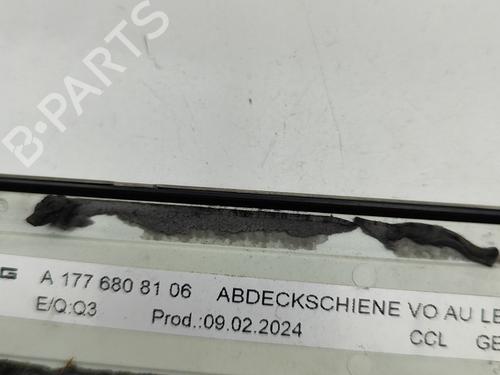 B-PARTS
G A 177 680 81 06 ABDECKSCHIENE VO AU LE
E/Q:Q3 Prod.:09.02.2024 CCL GE